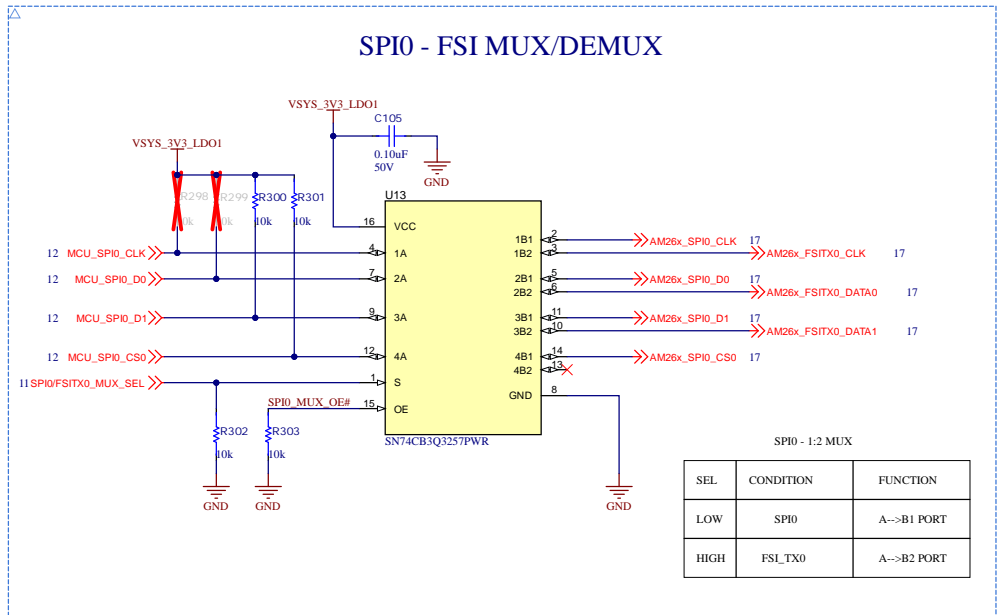 SPI0 - FSI MUX/DEMUX
VSYS_3V3_LDO1
C105
0.10uF
50V
GND
VSYS_3V3_LDO1
R298
0k
R299
0k
R300
10k
R301
10k
U13
16 VCC
12 MCU_SPI0_CLK 4 1A
12 MCU_SPI0_D0 7 2A
12 MCU_SPI0_D1 9 3A
12 MCU_SPI0_CS0 12 4A
11 SPI0/FSITX0_MUX_SEL 1 S
SPI0_MUX_OE# 15 OE
1B1 2 AM26x_SPI0_CLK 17
1B2 3 AM26x_FSITX0_CLK 17
2B1 5 AM26x_SPI0_D0 17
2B2 6 AM26x_FSITX0_DATA0 17
3B1 11 AM26x_SPI0_D1 17
3B2 10 AM26x_FSITX0_DATA1 17
4B1 14 AM26x_SPI0_CS0 17
4B2 13
GND 8
SN74CB3Q3257PWR
R302
10k
GND
R303
10k
GND
GND
SPI0 - 1:2 MUX
SEL CONDITION FUNCTION
LOW SPI0 A-->B1 PORT
HIGH FSI_TX0 A-->B2 PORT